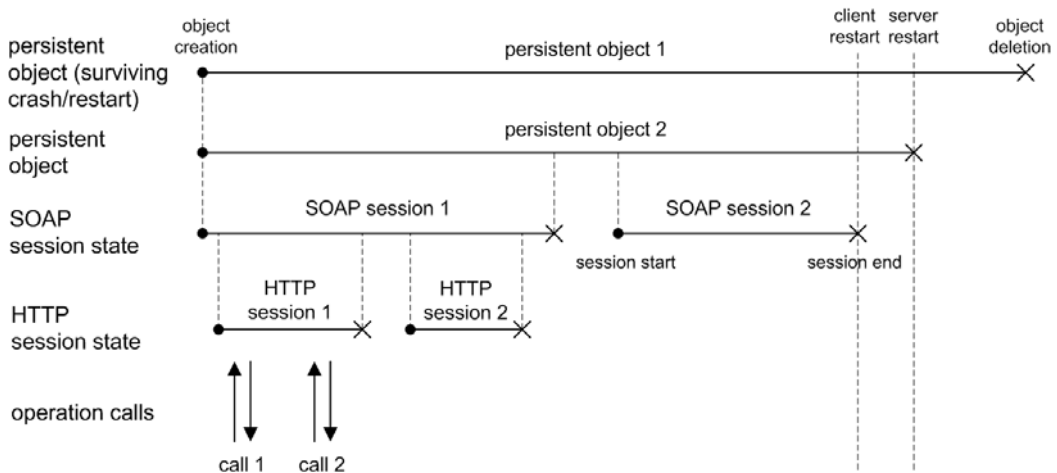 object
creation
client
restart
server
restart
object
deletion
persistent
object (surviving
crash/restart)
persistent object 1
persistent
object
persistent object 2
SOAP
session state
SOAP session 1
SOAP session 2
session start
session end
HTTP
session state
HTTP
session 1
HTTP
session 2
operation calls
call 1
call 2